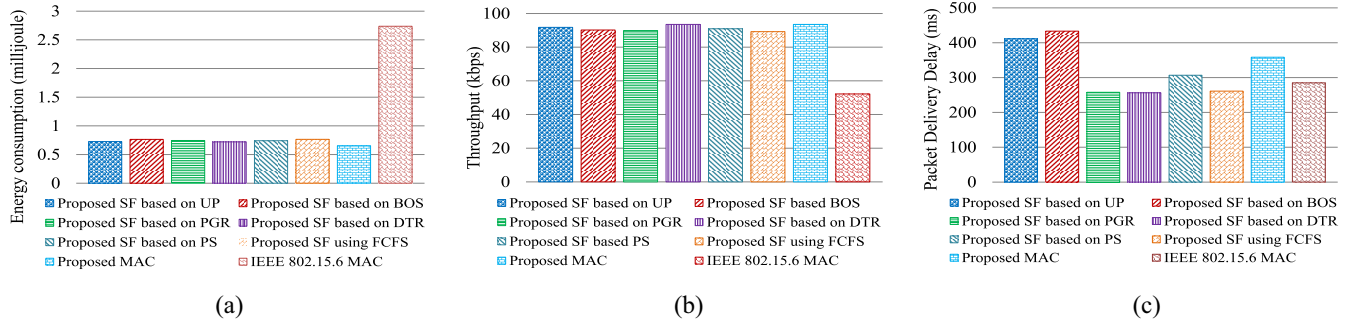 (a)
Energy consumption (millijoule)
3
2.5
2
1.5
1
0.5
0
Proposed SF based on UP
Proposed SF based on BOS
Proposed SF based on PGR
Proposed SF based on DTR
Proposed SF based on PS
Proposed SF using FCFS
Proposed MAC
IEEE 802.15.6 MAC
(b)
Throughput (kbps)
100
80
60
40
20
0
Proposed SF based on UP
Proposed SF based BOS
Proposed SF based on PGR
Proposed SF based on DTR
Proposed SF based PS
Proposed SF using FCFS
Proposed MAC
IEEE 802.15.6 MAC
(c)
Packet Delivery Delay (ms)
500
400
300
200
100
0
Proposed SF based on UP
Proposed SF based on BOS
Proposed SF based on PGR
Proposed SF based on DTR
Proposed SF based on PS
Proposed SF using FCFS
Proposed MAC
IEEE 802.15.6 MAC